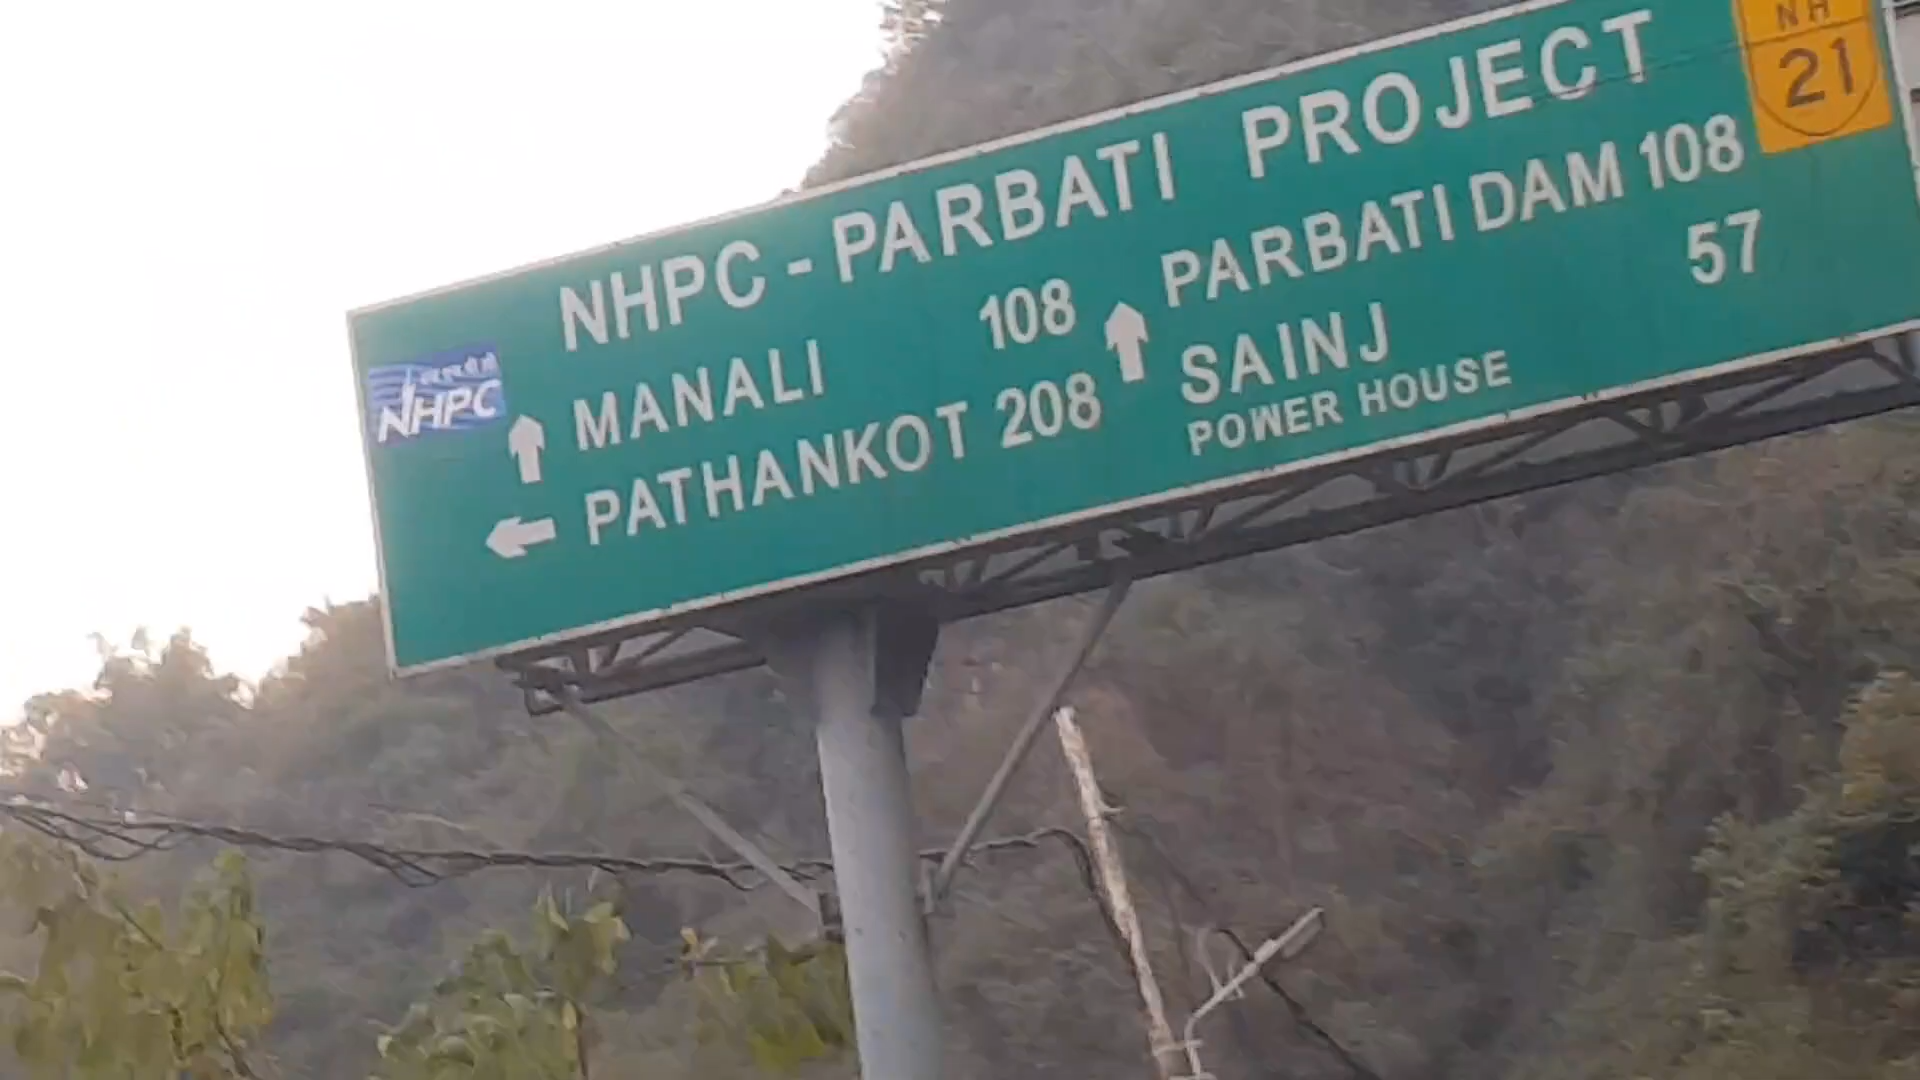 NH
21
NHPC - PARBATI PROJECT
NHPC
MANALI 108
PATHANKOT 208
PARBATI DAM 108
SAINJ 57
POWER HOUSE